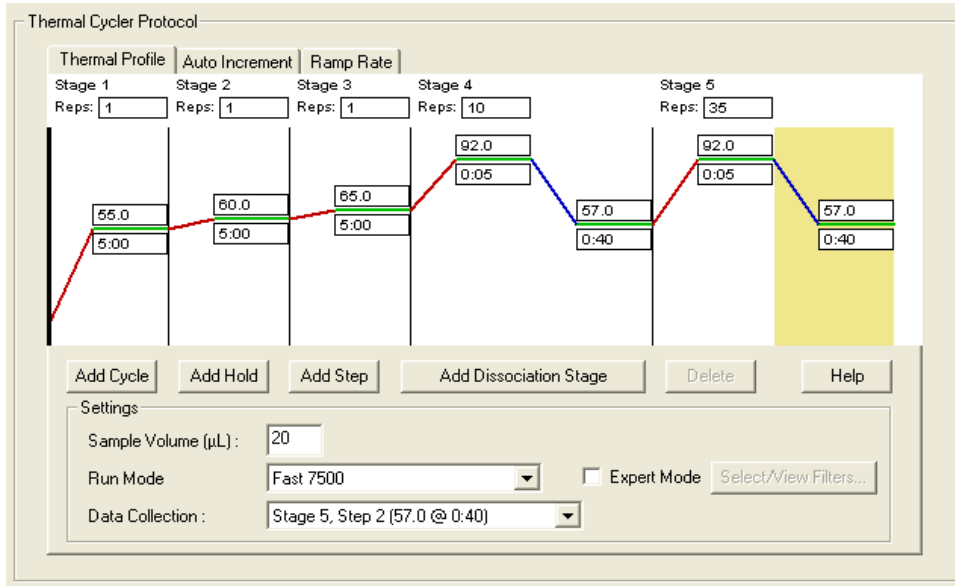 Thermal Cycler Protocol
Thermal Profile Auto Increment Ramp Rate
Stage 1 Stage 2 Stage 3 Stage 4 Stage 5
Reps: 1 Reps: 1 Reps: 1 Reps: 10 Reps: 35
92.0 92.0
0:05 0:05
55.0 60.0 65.0 57.0 57.0
5:00 5:00 5:00 0:40 0:40
Add Cycle Add Hold Add Step Add Dissociation Stage Delete Help
Settings
Sample Volume (µL) : 20
Run Mode Fast 7500 Expert Mode Select/View Filters...
Data Collection : Stage 5, Step 2 (57.0 @ 0:40)